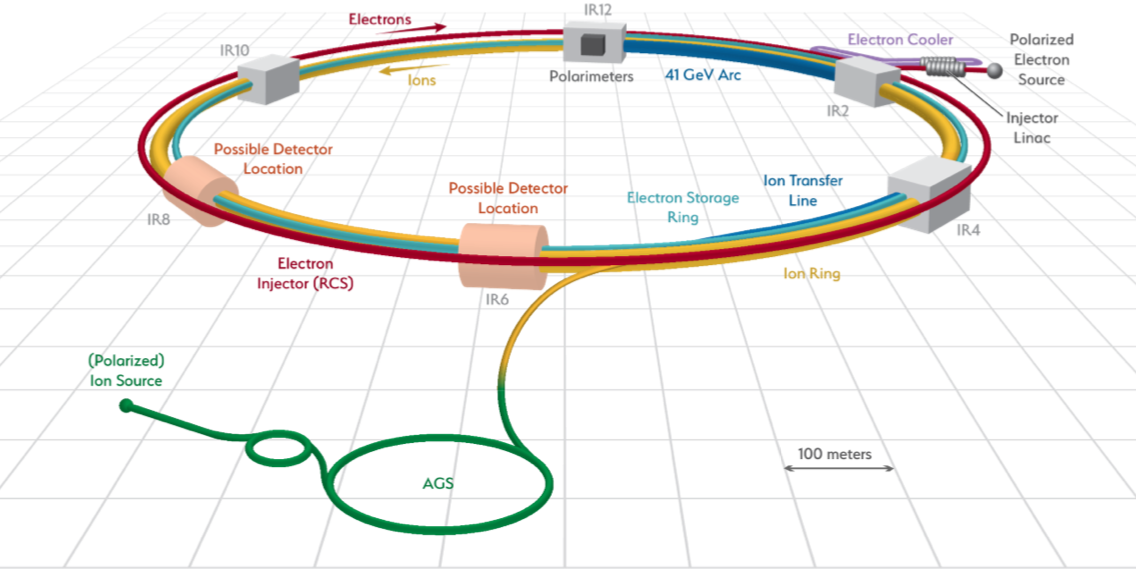 IR12
Electrons
IR10
Electron Cooler
Polarized
Electron
Source
Polarimeters
41 GeV Arc
Ions
IR2
Injector
Linac
Possible Detector
Location
Possible Detector
Location
Ion Transfer
Line
Electron Storage
Ring
IR8
IR4
Electron
Injector (RCS)
Ion Ring
IR6
(Polarized)
Ion Source
100 meters
AGS